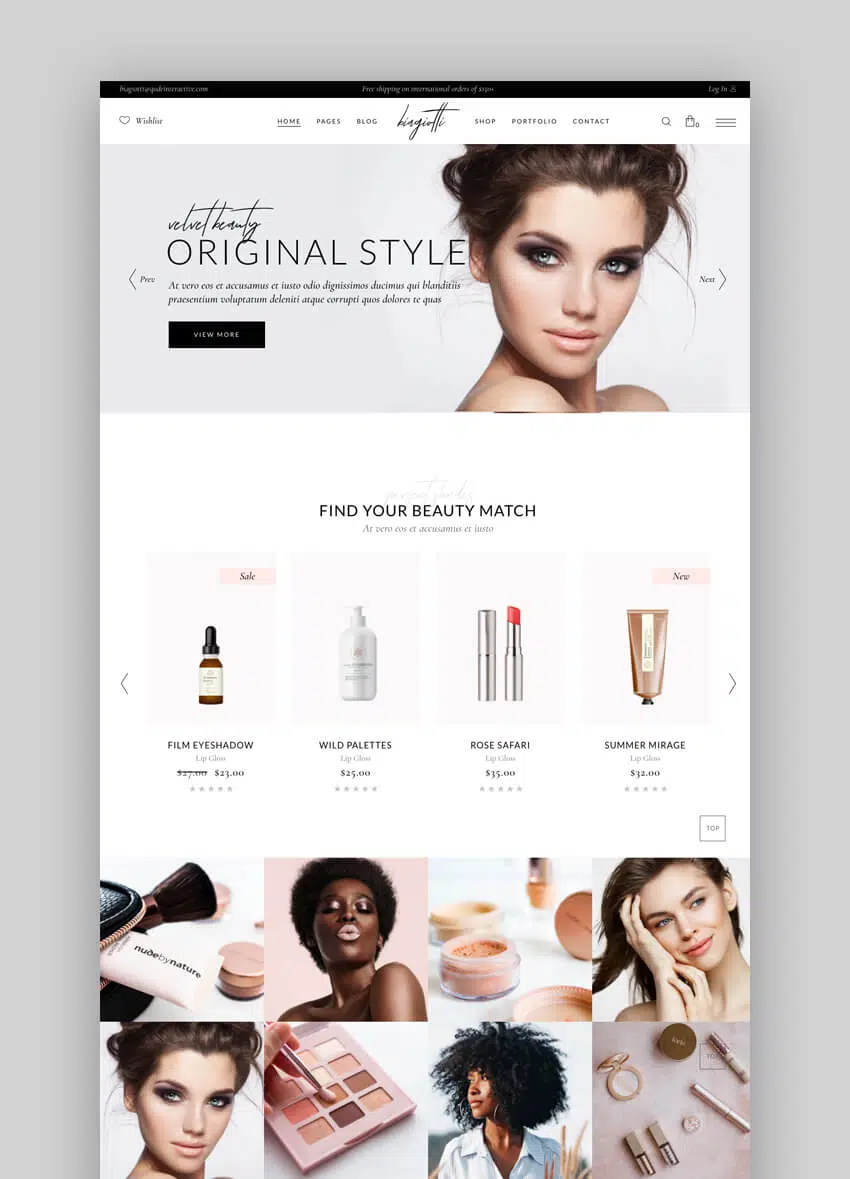 biagiotti@qodeinteractive.com Free shipping on international orders of $150+ Log In
Wishlist HOME PAGES BLOG biagiotti SHOP PORTFOLIO CONTACT 0
velvet beauty
ORIGINAL STYLE
Prev
At vero eos et accusamus et iusto odio dignissimos ducimus qui blanditiis
praesentium voluptatum deleniti atque corrupti quos dolores te quas
Next
VIEW MORE
perfect shades
FIND YOUR BEAUTY MATCH
At vero eos et accusamus et iusto
Sale
New
FILM EYESHADOW WILD PALETTES ROSE SAFARI SUMMER MIRAGE
Lip Gloss Lip Gloss Lip Gloss Lip Gloss
$27.00 $23.00 $25.00 $35.00 $32.00
TOP
nudebynature
TOP